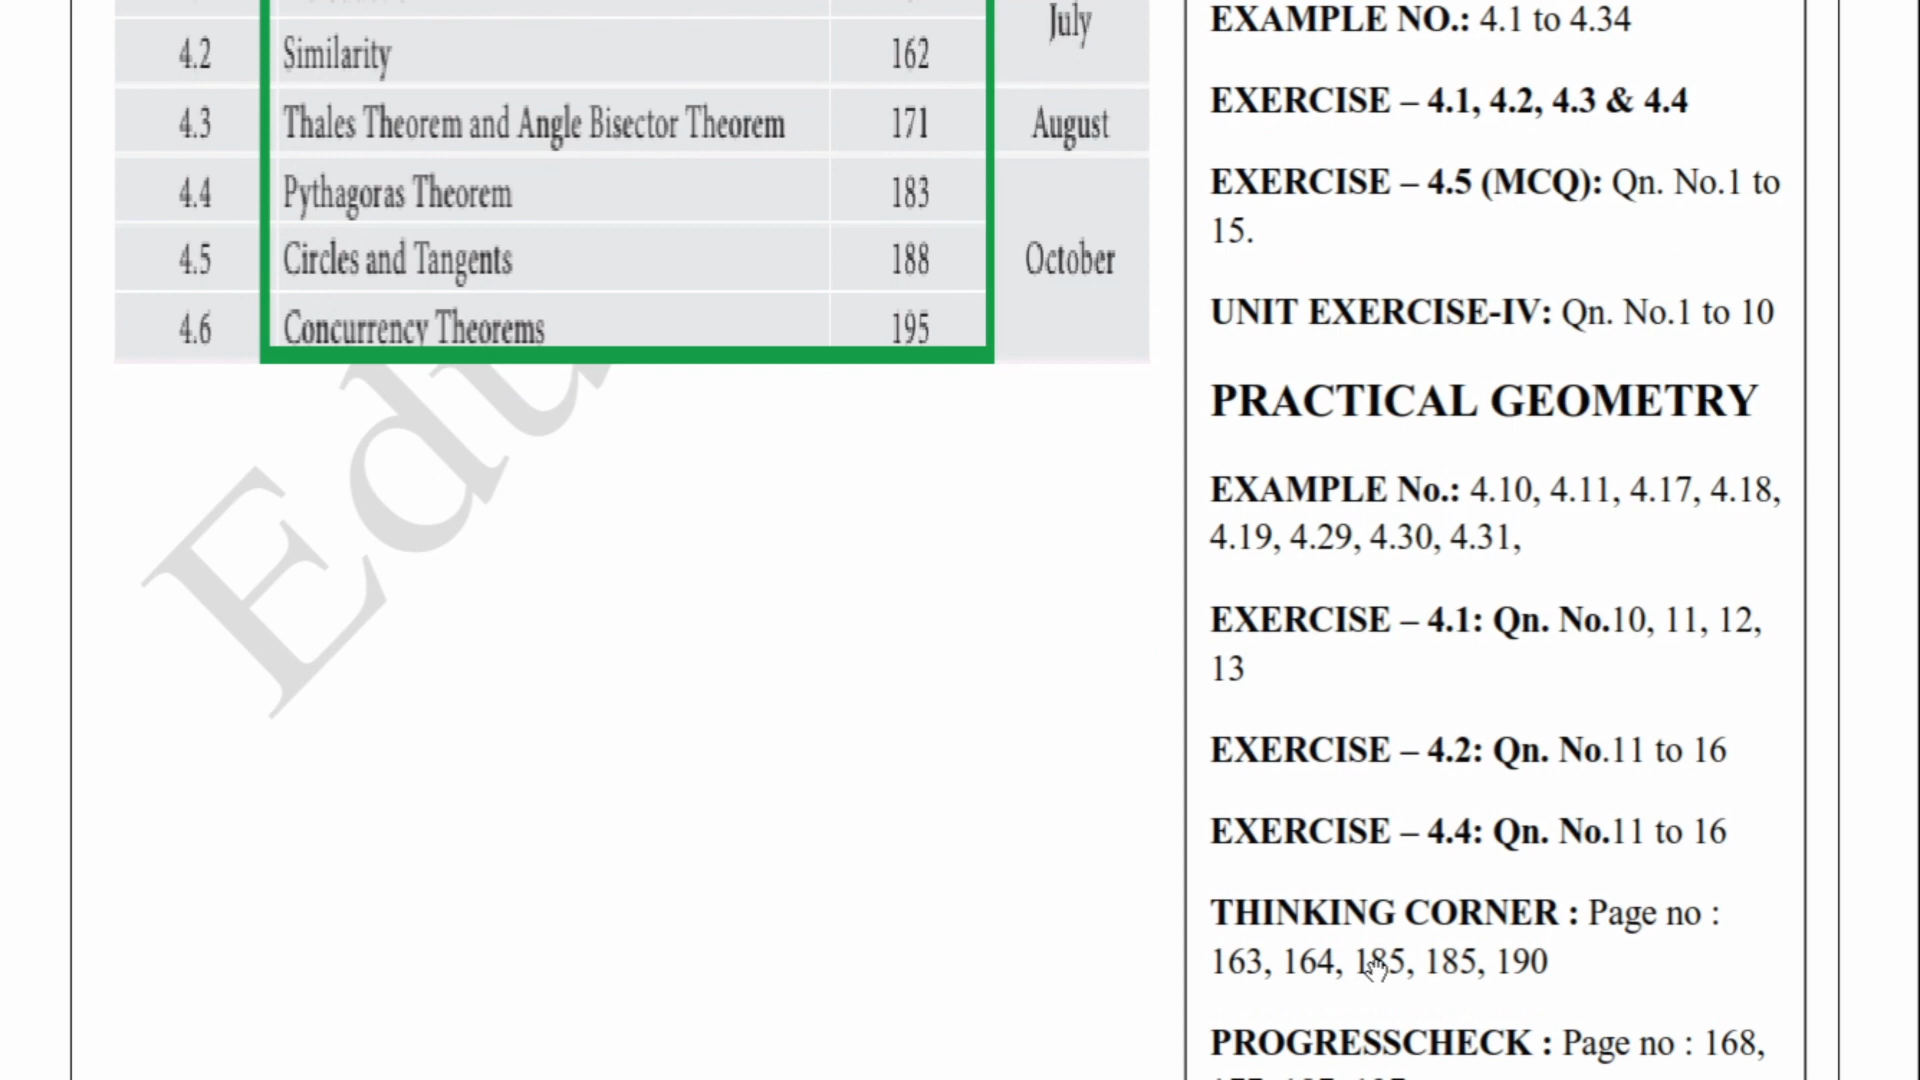 July
4.2 Similarity 162
4.3 Thales Theorem and Angle Bisector Theorem 171 August
4.4 Pythagoras Theorem 183
4.5 Circles and Tangents 188 October
4.6 Concurrency Theorems 195
Edu
EXAMPLE NO.: 4.1 to 4.34
EXERCISE – 4.1, 4.2, 4.3 & 4.4
EXERCISE – 4.5 (MCQ): Qn. No.1 to
15.
UNIT EXERCISE-IV: Qn. No.1 to 10
PRACTICAL GEOMETRY
EXAMPLE No.: 4.10, 4.11, 4.17, 4.18,
4.19, 4.29, 4.30, 4.31,
EXERCISE – 4.1: Qn. No.10, 11, 12,
13
EXERCISE – 4.2: Qn. No.11 to 16
EXERCISE – 4.4: Qn. No.11 to 16
THINKING CORNER : Page no :
163, 164, 185, 185, 190
PROGRESSCHECK : Page no : 168,